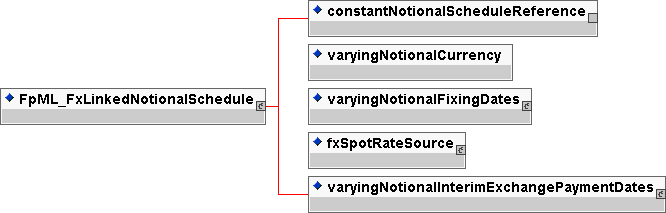 constantNotionalScheduleReference
varyingNotionalCurrency
FpML_FxLinkedNotionalSchedule
varyingNotionalFixingDates
fxSpotRateSource
varyingNotionalInterimExchangePaymentDates